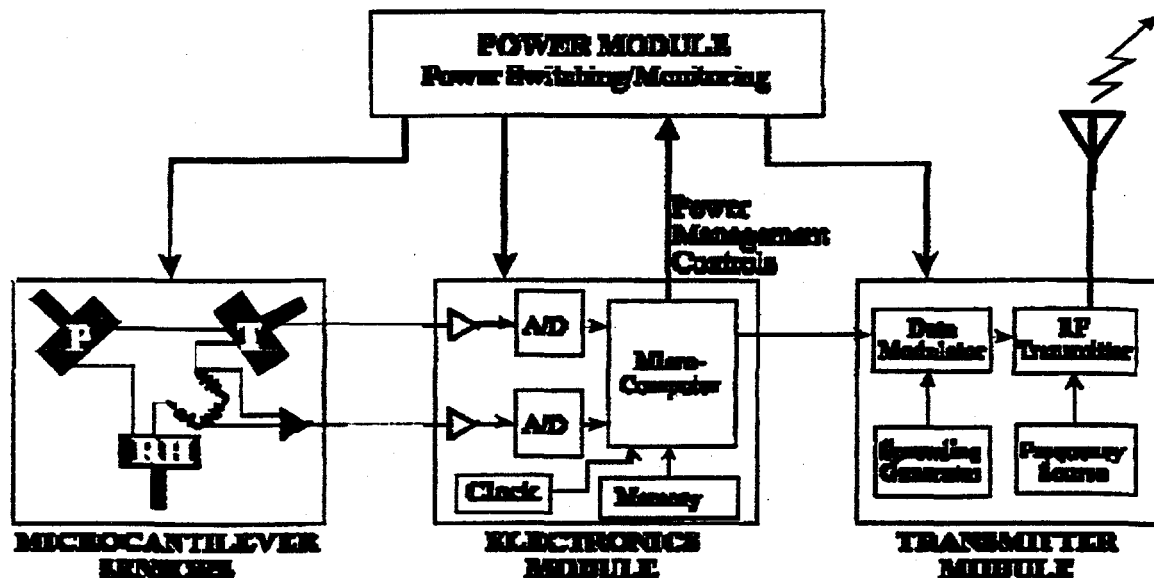 POWER MODULE
Power Switching/Monitoring
Power
Management
Controls
P
T
RH
A/D
A/D
Micro-
Computer
Clock
Memory
Data
Modulator
RF
Transmitter
Spreading
Generator
Frequency
Source
MICROCANTILEVER
SENSORS
ELECTRONICS
MODULE
TRANSMITTER
MODULE